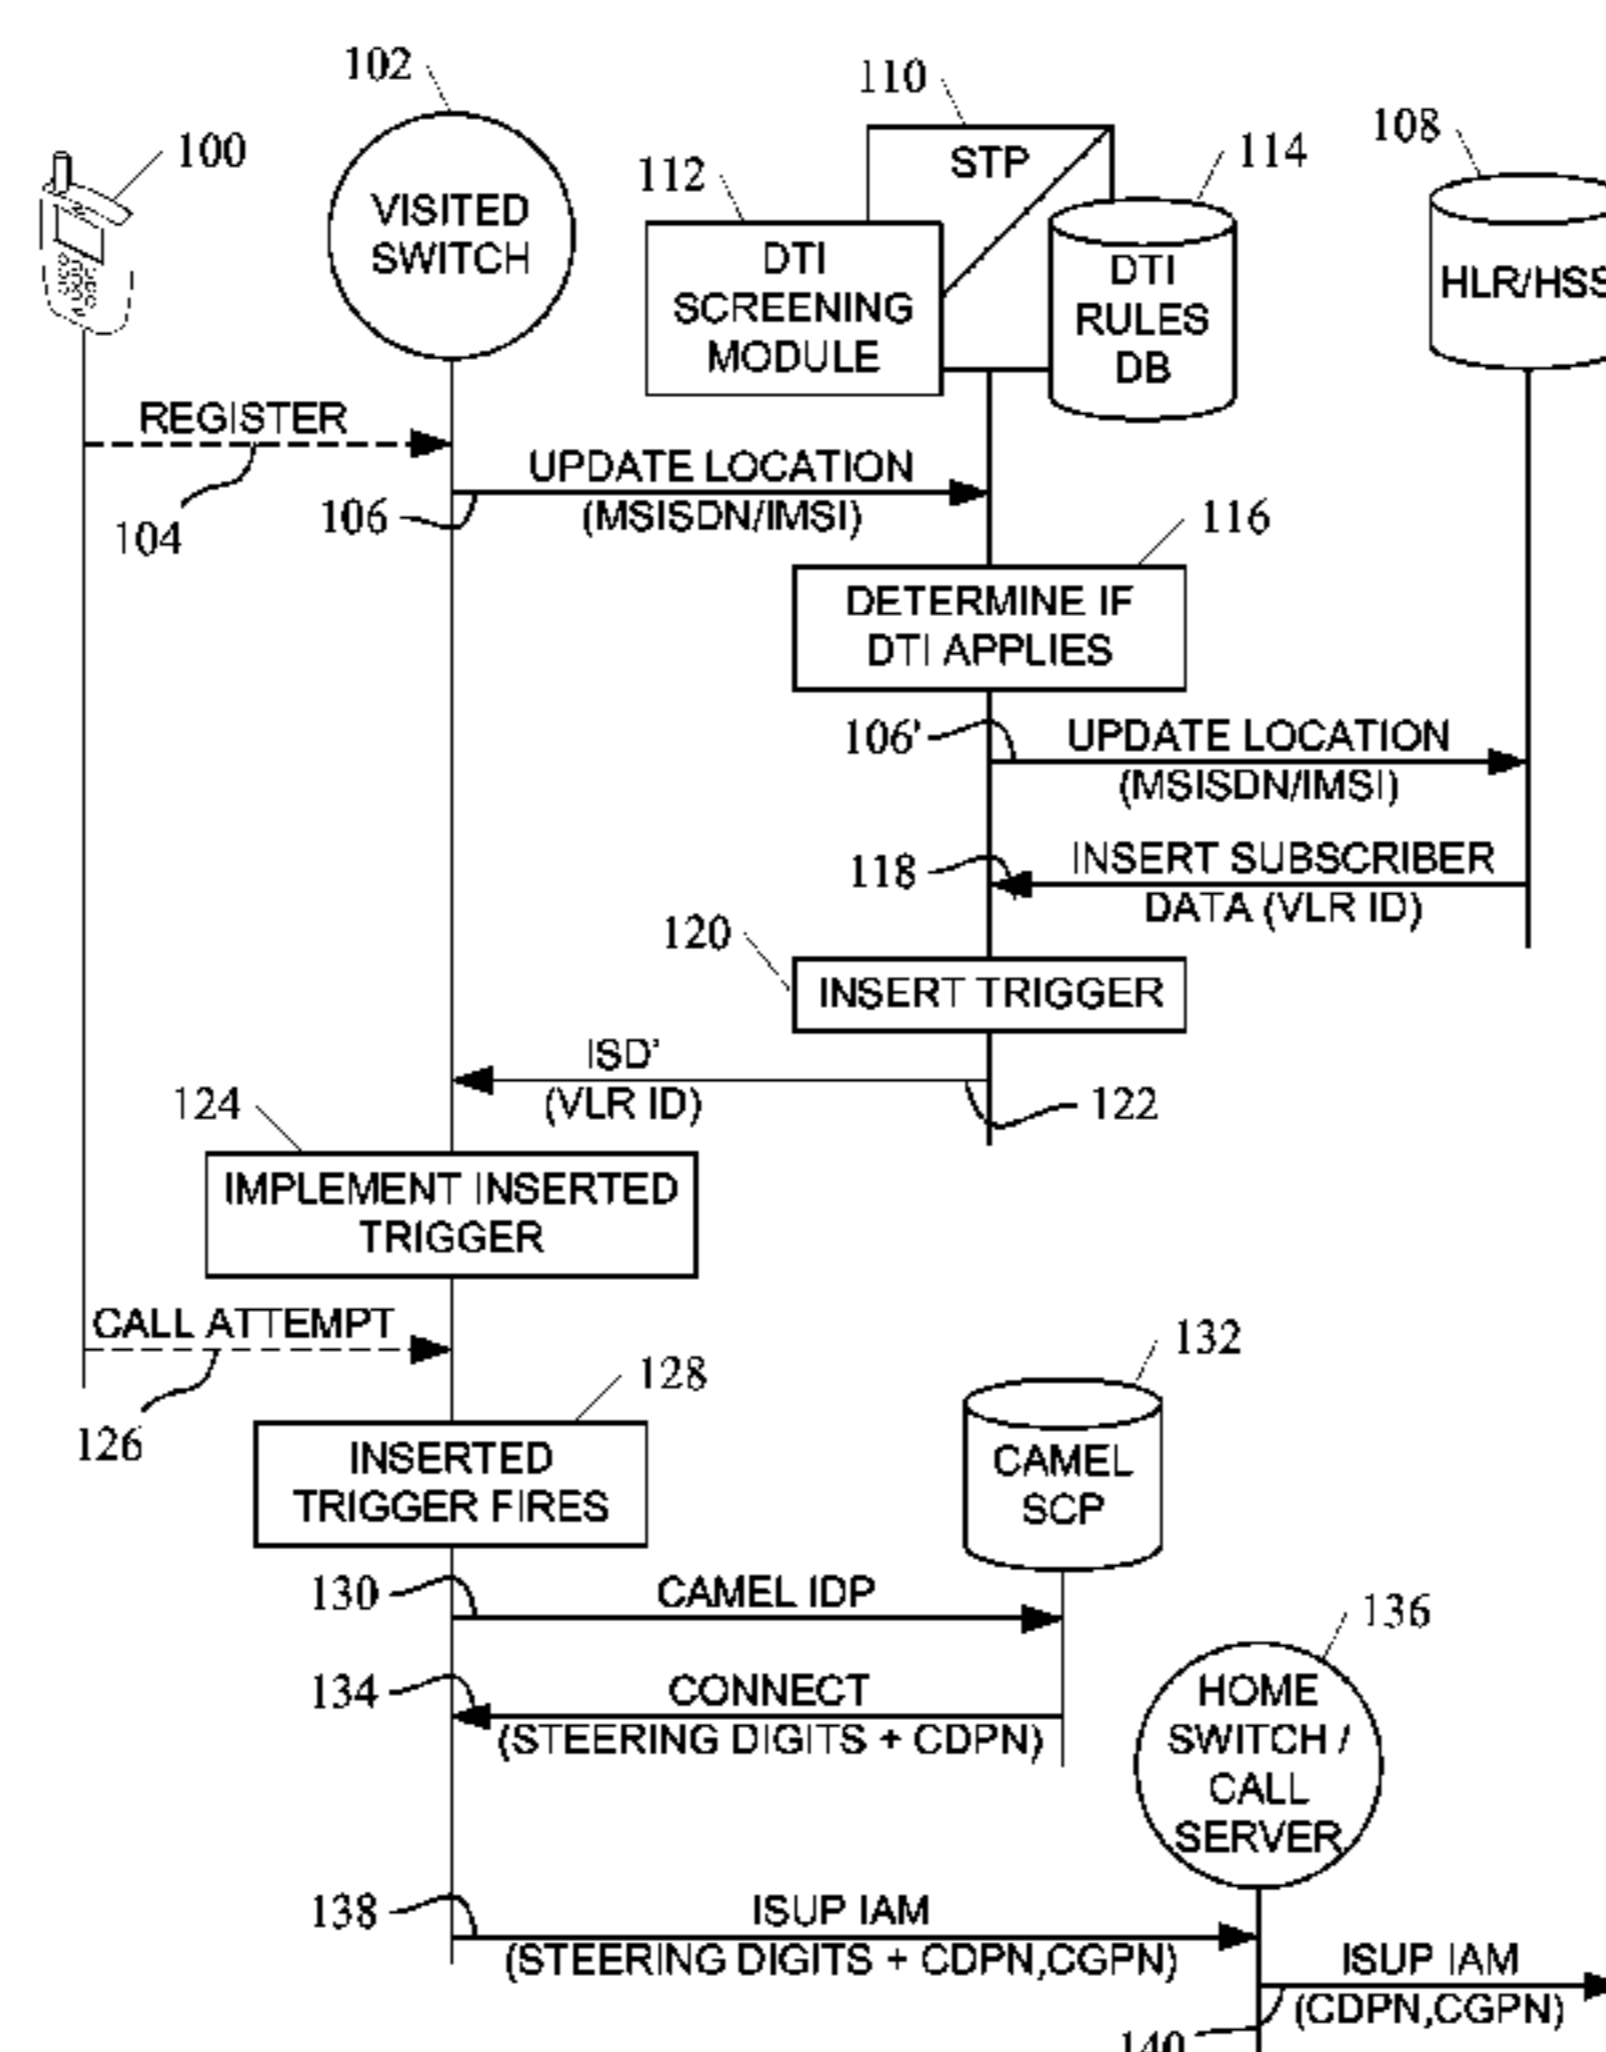 102
110
108
100
112
114
STP
VISITED
SWITCH
DTI
SCREENING
MODULE
DTI
RULES
DB
HLR/HSS
REGISTER
104
UPDATE LOCATION
106
(MSISDN/IMSI)
116
DETERMINE IF
DTI APPLIES
106'
UPDATE LOCATION
(MSISDN/IMSI)
118
INSERT SUBSCRIBER
DATA (VLR ID)
120
INSERT TRIGGER
ISD'
(VLR ID)
122
124
IMPLEMENT INSERTED
TRIGGER
CALL ATTEMPT
126
128
132
INSERTED
TRIGGER FIRES
CAMEL
SCP
130
CAMEL IDP
136
134
CONNECT
(STEERING DIGITS + CDPN)
HOME
SWITCH /
CALL
SERVER
138
ISUP IAM
(STEERING DIGITS + CDPN,CGPN)
ISUP IAM
(CDPN,CGPN)
140